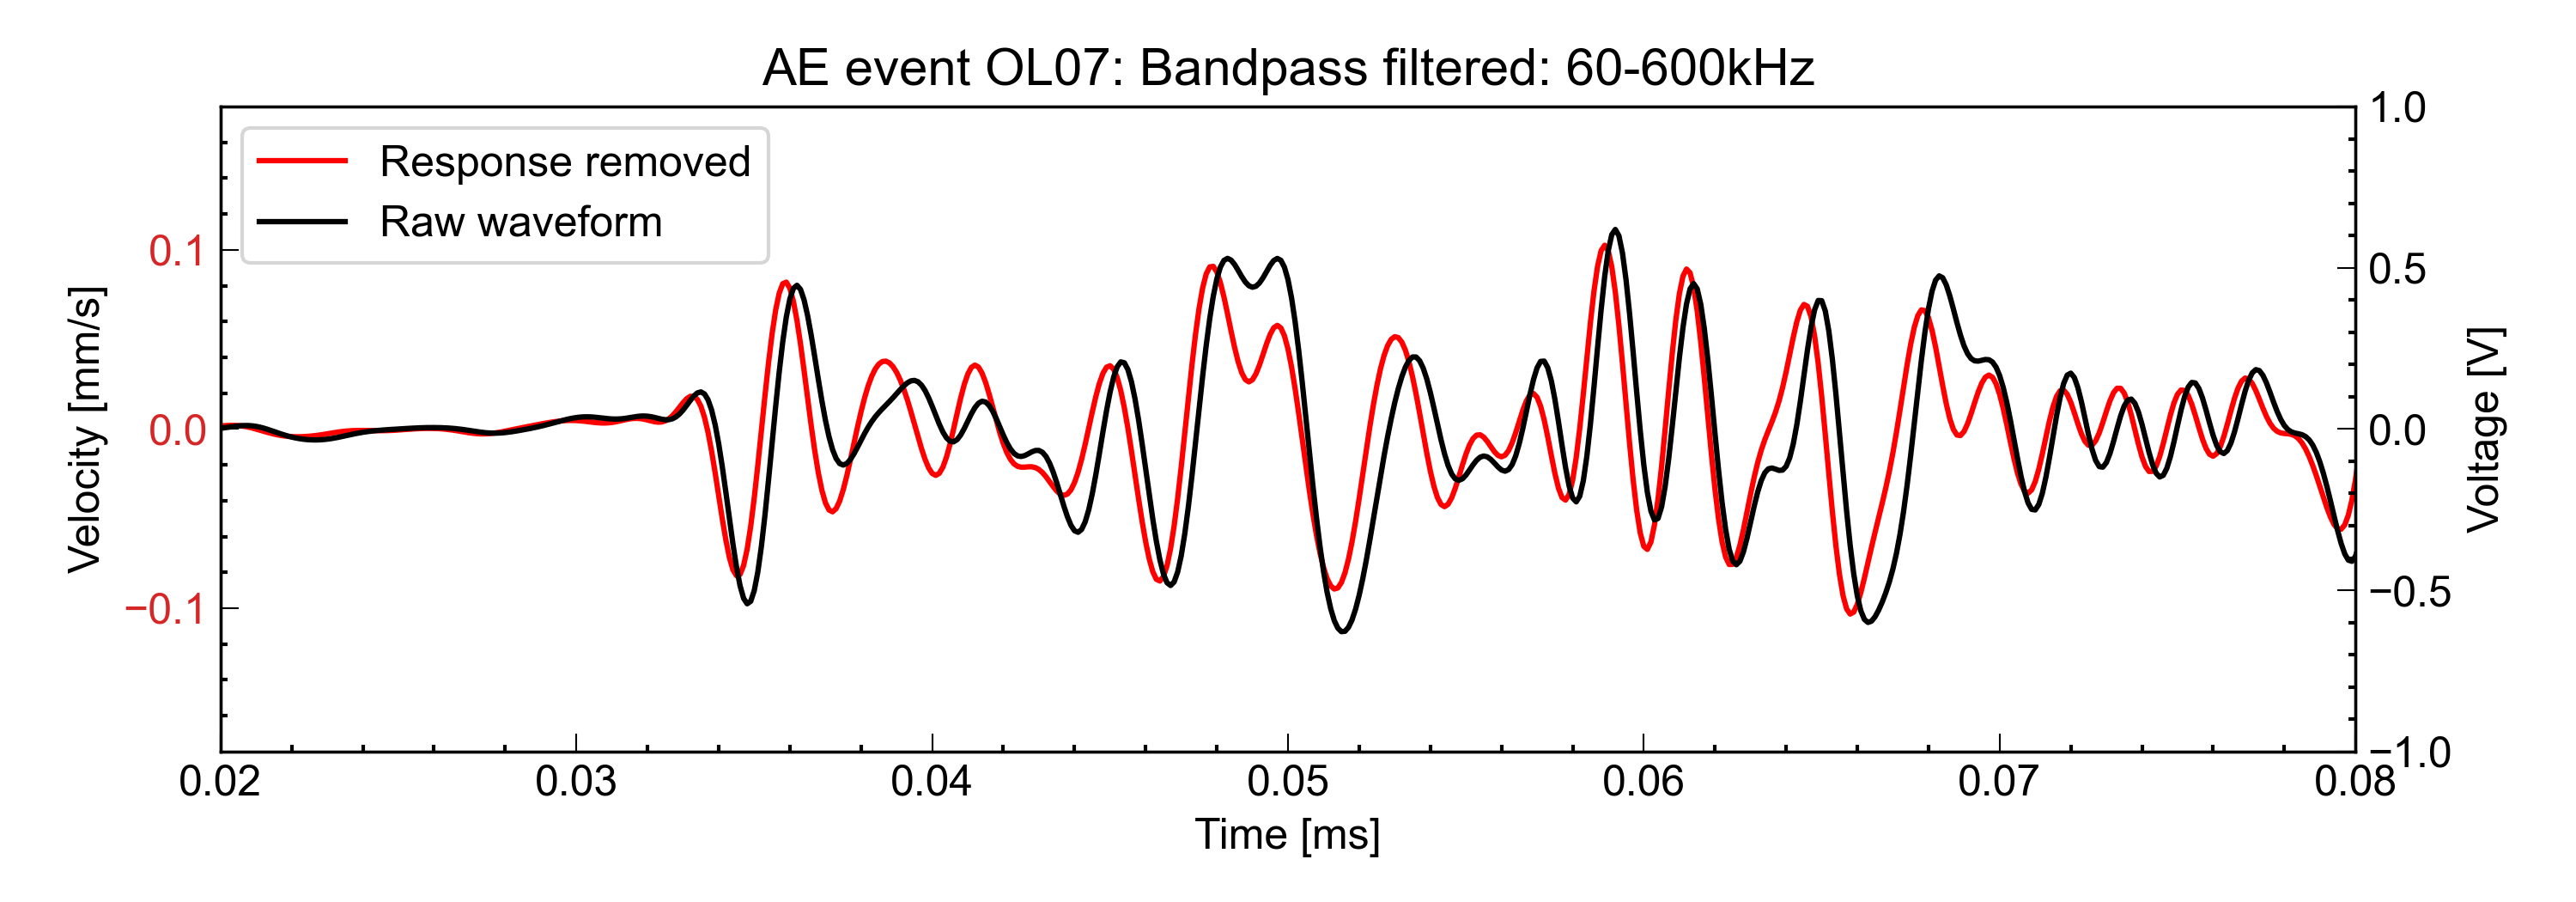 AE event OL07: Bandpass filtered: 60-600kHz
Response removed
Raw waveform
Velocity [mm/s]
0.1
0.0
−0.1
1.0
0.5
0.0
−0.5
−1.0
Voltage [V]
0.02 0.03 0.04 0.05 0.06 0.07 0.08
Time [ms]